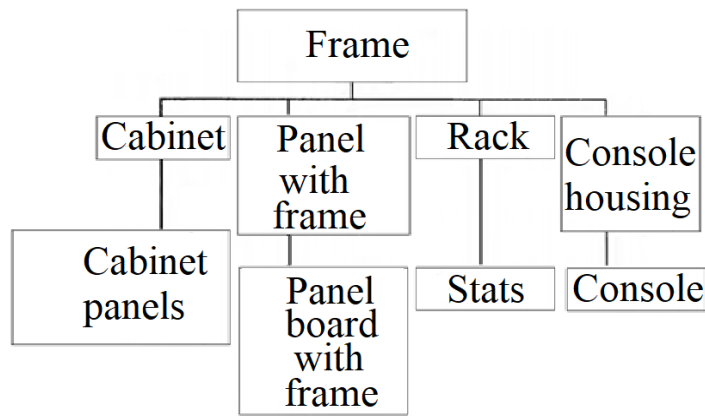 Frame
Cabinet
Panel
with
frame
Rack
Console
housing
Cabinet
panels
Panel
board
with
frame
Stats
Console